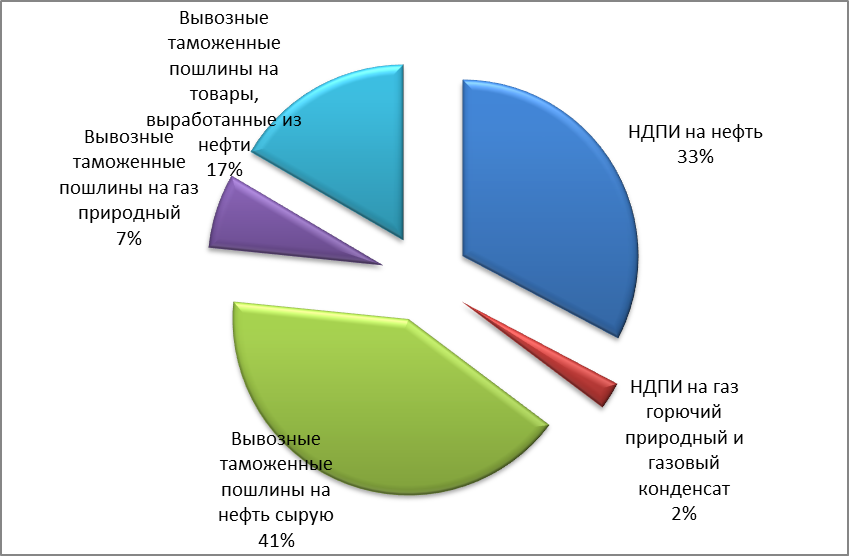 Вывозные
таможенные
пошлины на
товары,
выработанные из
нефти
17%
НДПИ на нефть
33%
Вывозные
таможенные
пошлины на газ
природный
7%
НДПИ на газ
горючий
природный и
газовый
конденсат
2%
Вывозные
таможенные
пошлины на
нефть сырую
41%